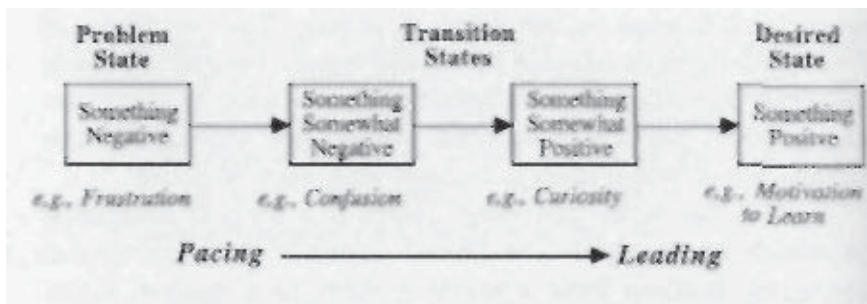 Problem
State
Transition
States
Desired
State
Something
Negative
Something
Somewhat
Negative
Something
Somewhat
Positive
Something
Positve
e.g., Frustration
e.g., Confusion
e.g., Curiosity
e.g., Motivation
to Learn
Pacing
Leading